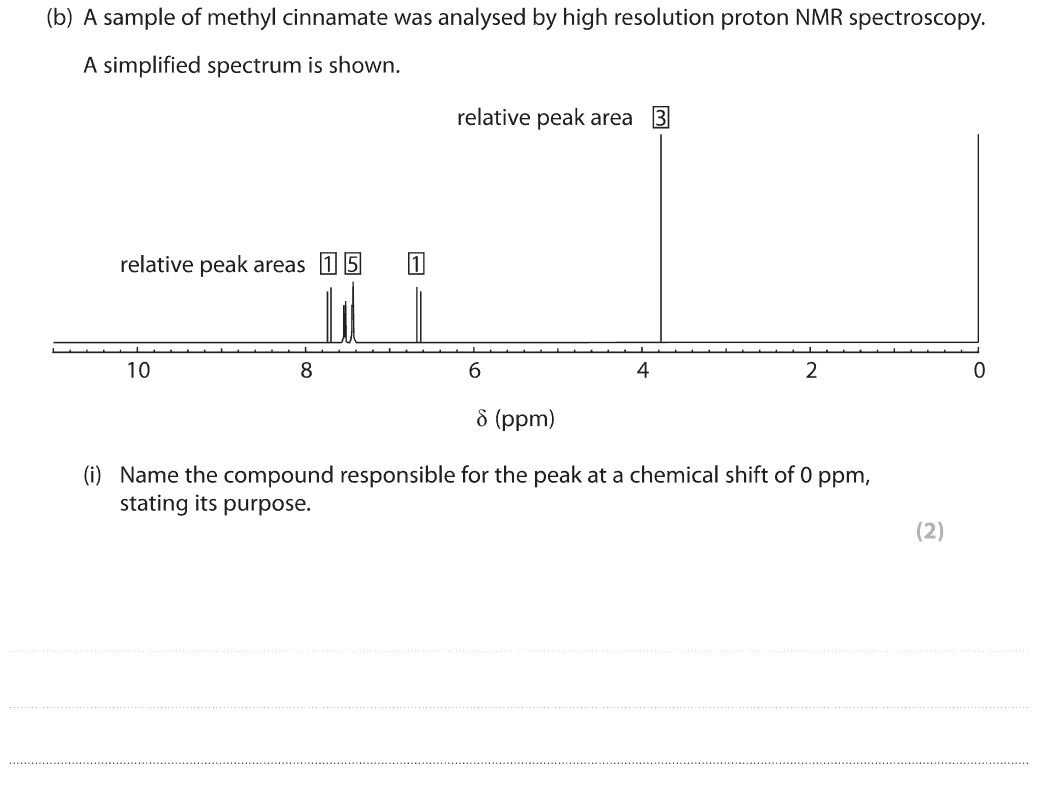 (b) A sample of methyl cinnamate was analysed by high resolution proton NMR spectroscopy.
A simplified spectrum is shown.
relative peak area 3
relative peak areas 1 5 1
10 8 6 4 2 0
δ (ppm)
(i) Name the compound responsible for the peak at a chemical shift of 0 ppm,
stating its purpose.
(2)